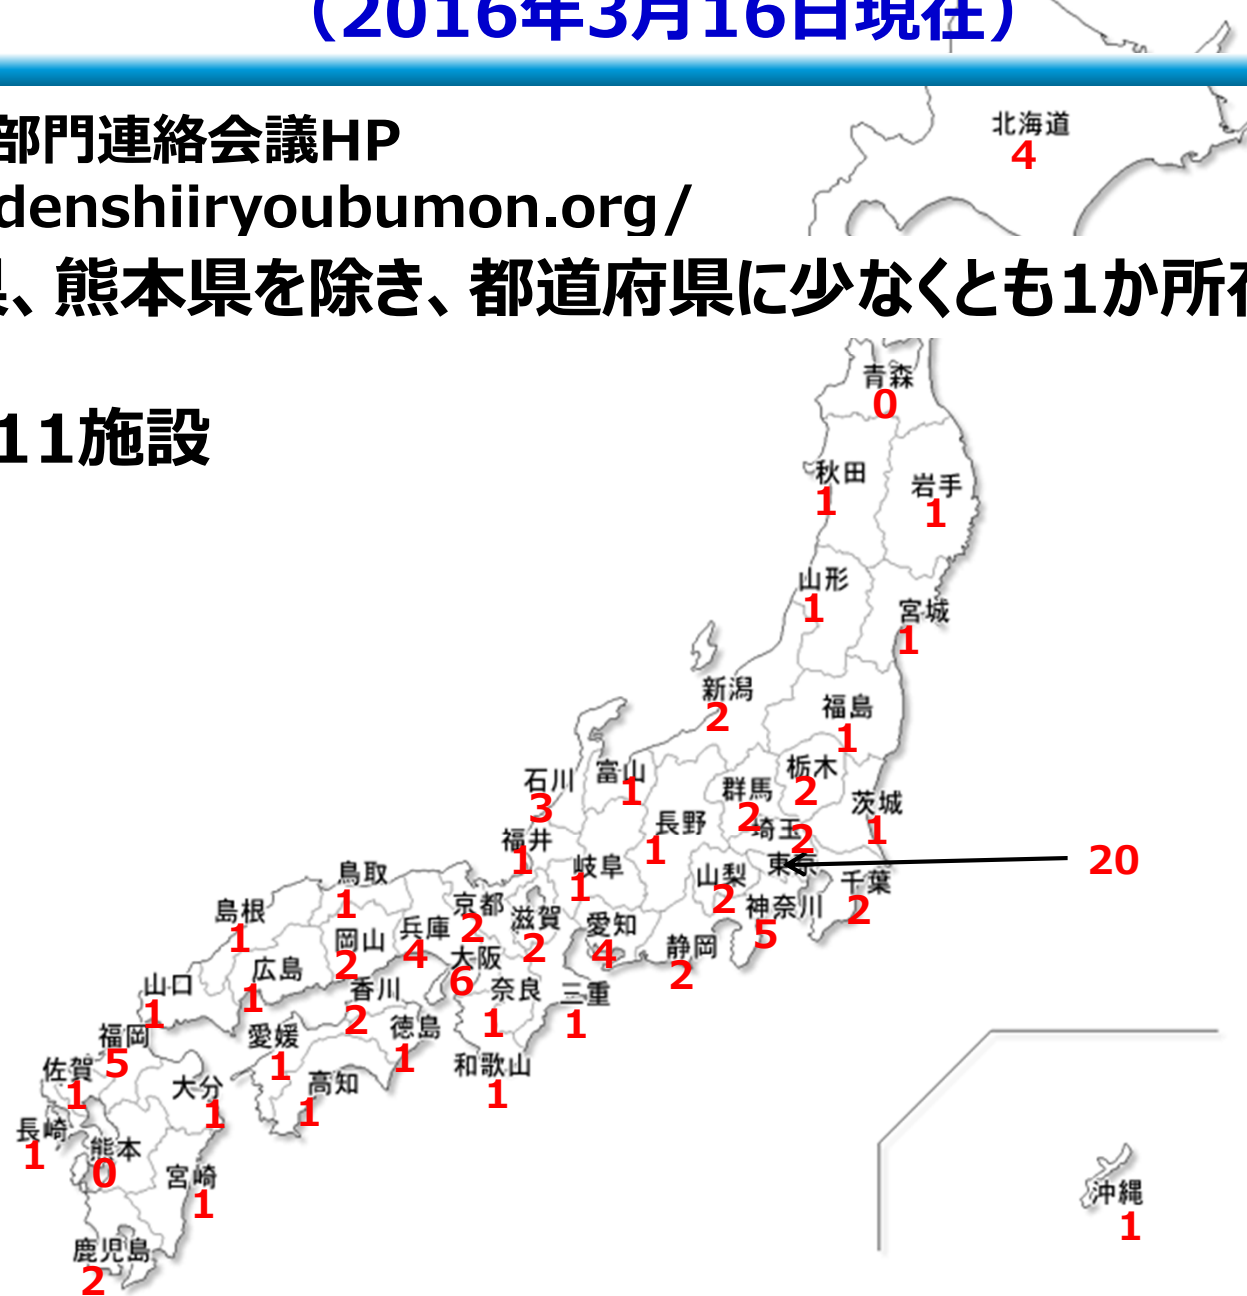 （2016年3月16日現在）
部門連絡会議HP
denshiiryoubumon.org/
北海道
4
県、熊本県を除き、都道府県に少なくとも1か所在
11施設
青森
0
秋田
1
岩手
1
山形
1
宮城
1
新潟
2
福島
1
石川
3
富山
1
栃木
2
群馬
2
茨城
1
長野
1
埼玉
2
福井
1
岐阜
1
東京
20
山梨
2
千葉
2
神奈川
5
鳥取
1
島根
1
京都
2
滋賀
2
愛知
4
静岡
2
兵庫
4
岡山
2
大阪
6
広島
1
山口
1
香川
2
奈良
1
三重
1
徳島
1
愛媛
1
福岡
5
和歌山
1
佐賀
1
大分
1
高知
1
長崎
1
熊本
0
宮崎
1
鹿児島
2
沖縄
1